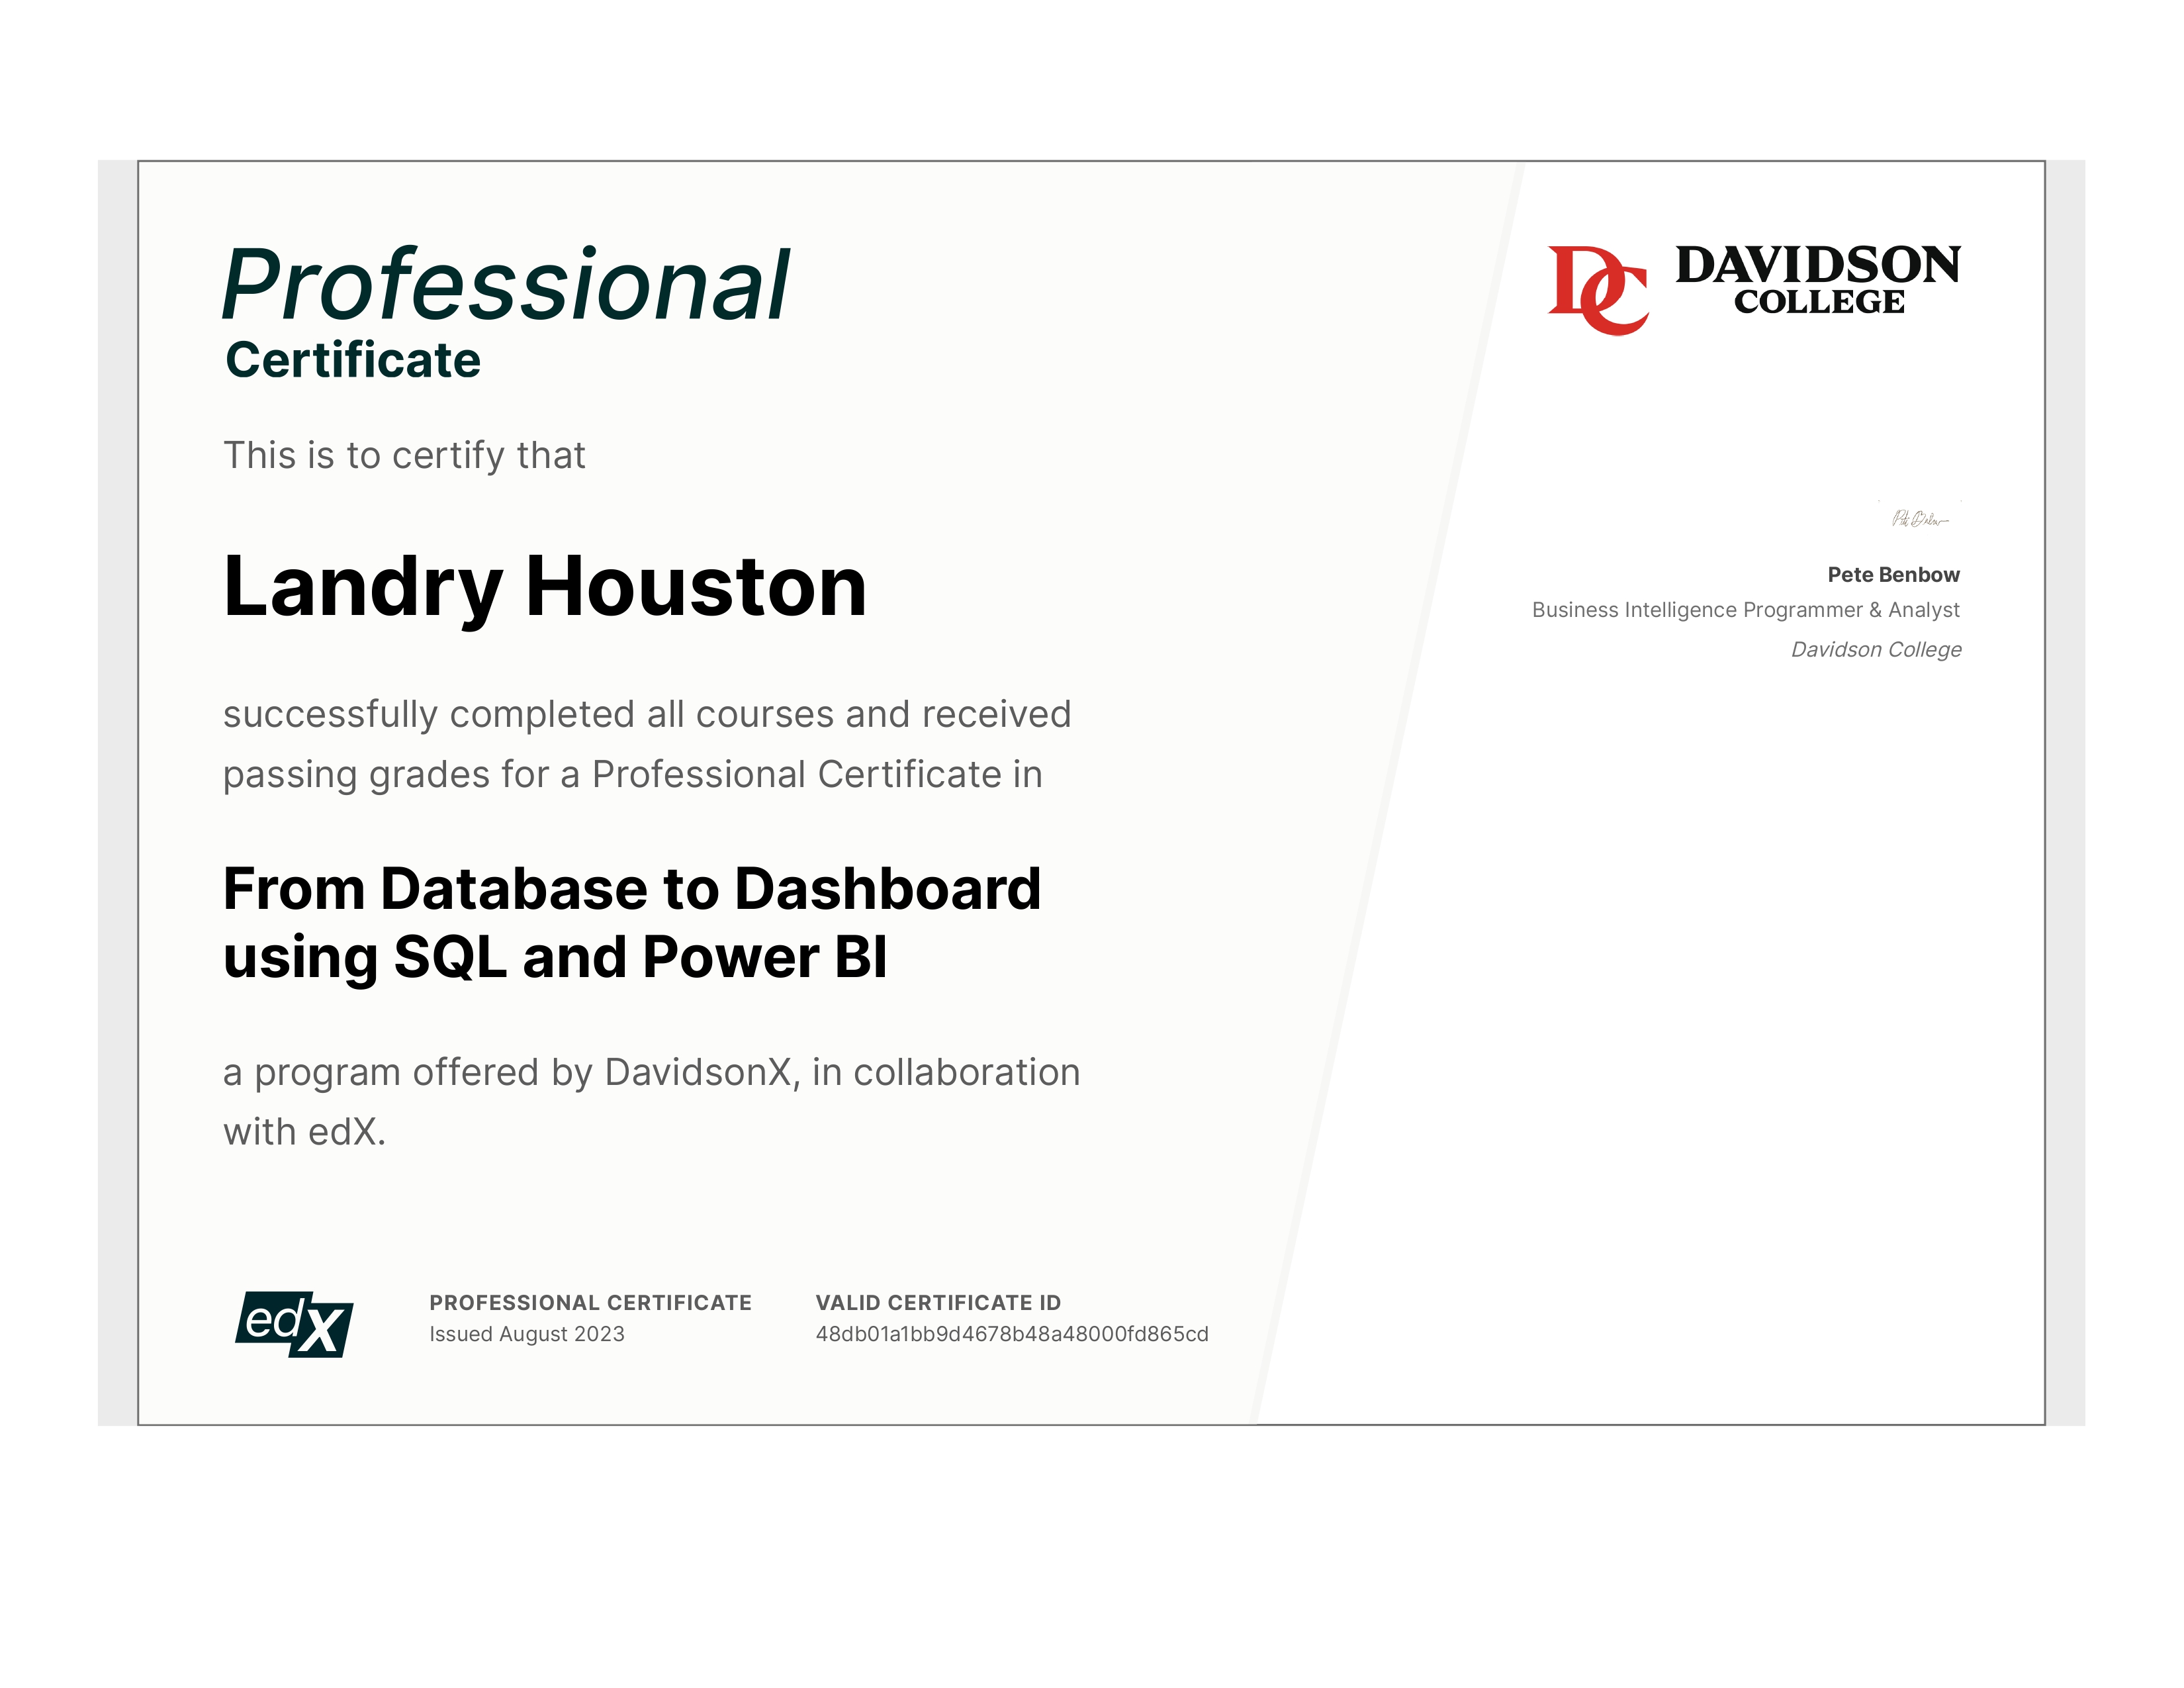 Professional
Certificate
This is to certify that
Landry Houston
successfully completed all courses and received
passing grades for a Professional Certificate in
From Database to Dashboard
using SQL and Power BI
a program offered by DavidsonX, in collaboration
with edX.
edX
PROFESSIONAL CERTIFICATE
Issued August 2023
VALID CERTIFICATE ID
48db01a1bb9d4678b48a48000fd865cd
DC
DAVIDSON
COLLEGE
Pete Benbow
Business Intelligence Programmer & Analyst
Davidson College